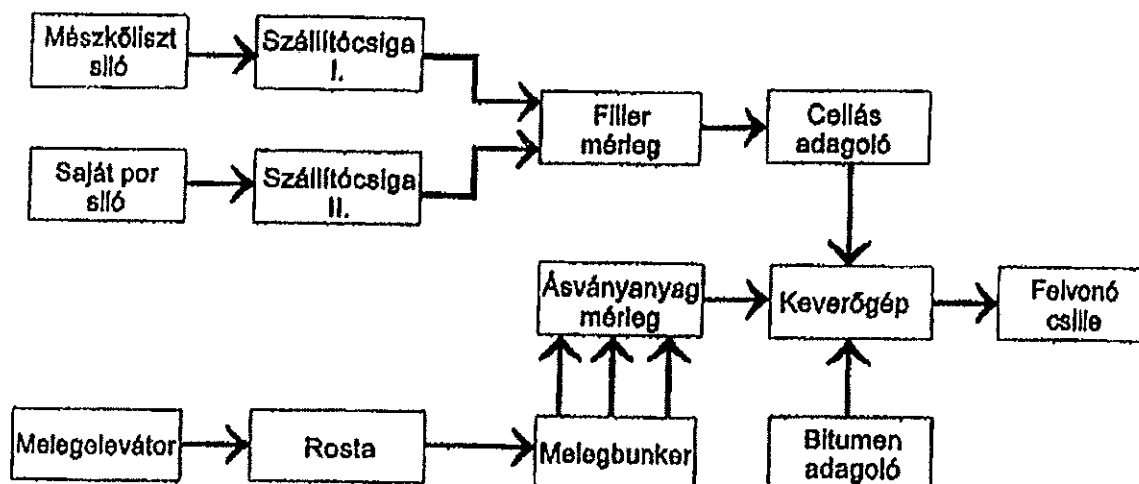 Mészkőliszt
siló
Szállítócsiga
I.
Filler
mérleg
Cellás
adagoló
Saját por
siló
Szállítócsiga
II.
Ásványanyag
mérleg
Keverőgép
Felvonó
csille
Melegelevátor
Rosta
Melegbunker
Bitumen
adagoló